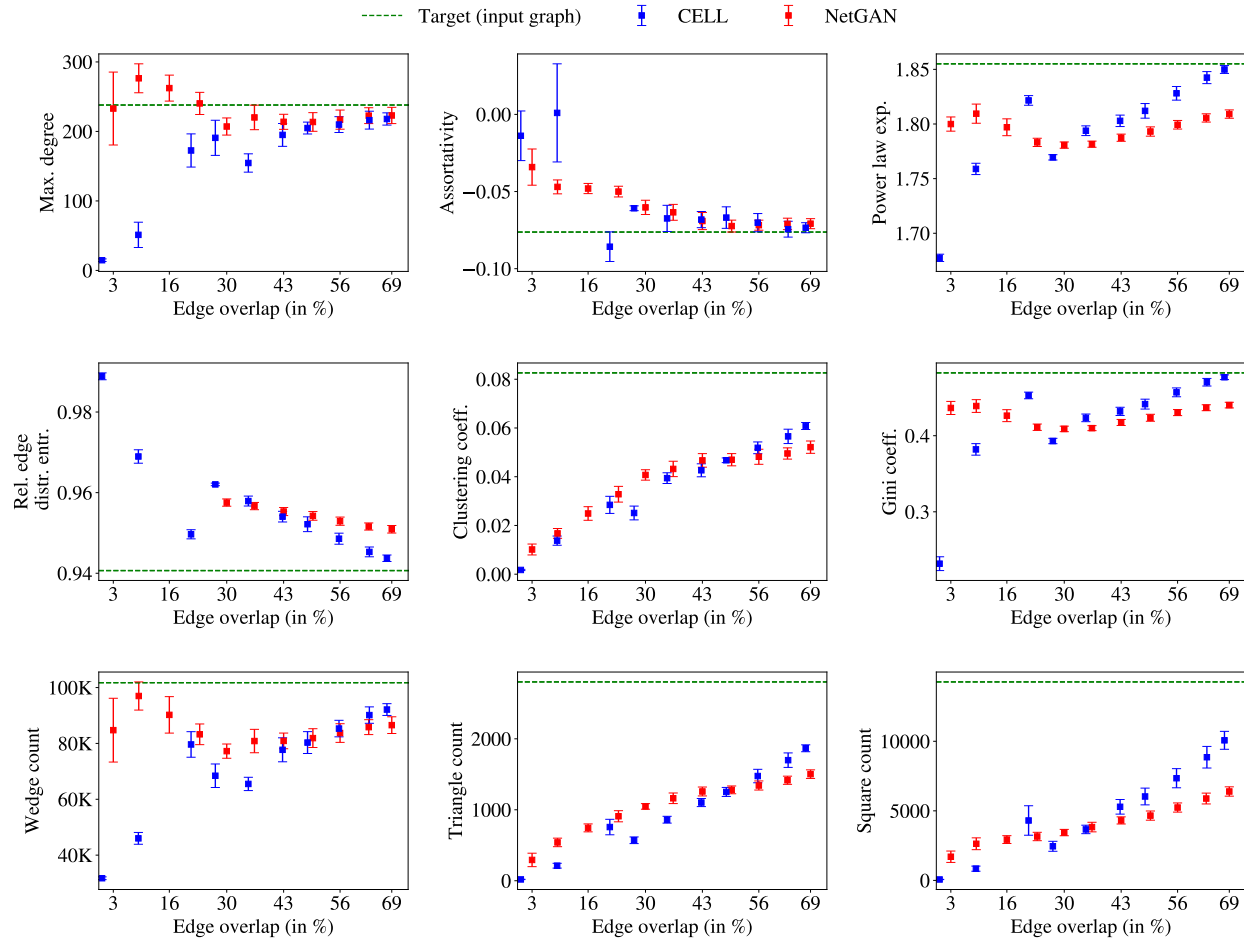 Target (input graph) CELL NetGAN
300
200
100
0
Max. degree
3 16 30 43 56 69
Edge overlap (in %)
0.00
−0.05
−0.10
Assortativity
3 16 30 43 56 69
Edge overlap (in %)
1.85
1.80
1.75
1.70
Power law exp.
3 16 30 43 56 69
Edge overlap (in %)
0.98
0.96
0.94
Rel. edge
distr. entr.
3 16 30 43 56 69
Edge overlap (in %)
0.08
0.06
0.04
0.02
0.00
Clustering coeff.
3 16 30 43 56 69
Edge overlap (in %)
0.4
0.3
Gini coeff.
3 16 30 43 56 69
Edge overlap (in %)
100K
80K
60K
40K
Wedge count
3 16 30 43 56 69
Edge overlap (in %)
2000
1000
0
Triangle count
3 16 30 43 56 69
Edge overlap (in %)
10000
5000
0
Square count
3 16 30 43 56 69
Edge overlap (in %)